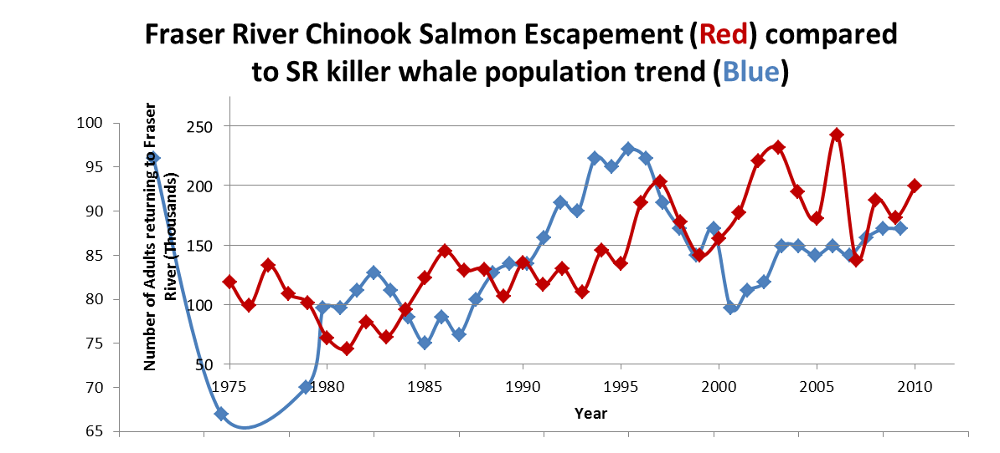 Fraser River Chinook Salmon Escapement (Red) compared
to SR killer whale population trend (Blue)
Number of Adults returning to Fraser
River (Thousands)
100
95
90
85
80
75
70
65
250
200
150
100
50
1975 1980 1985 1990 1995 2000 2005 2010
Year